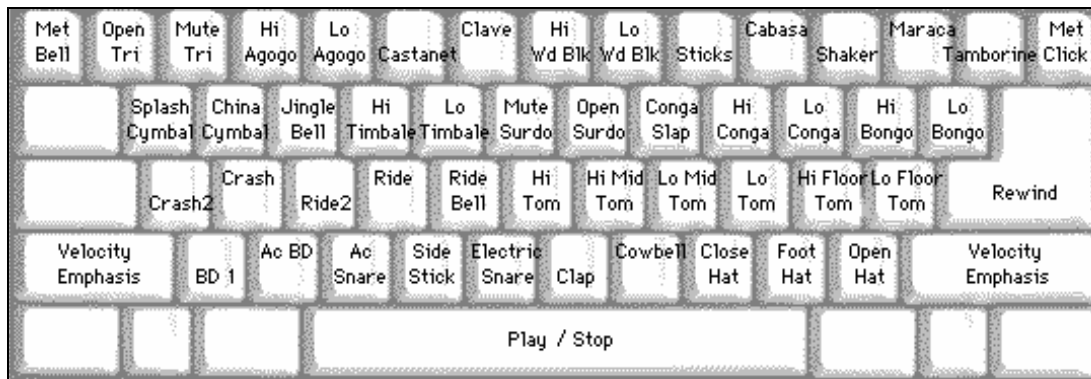 Met
Bell
Open
Tri
Mute
Tri
Hi
Agogo
Lo
Agogo
Castanet
Clave
Hi
Wd Blk
Lo
Wd Blk
Sticks
Cabasa
Shaker
Maraca
Tamborine
Met
Click
Splash
Cymbal
China
Cymbal
Jingle
Bell
Hi
Timbale
Lo
Timbale
Mute
Surdo
Open
Surdo
Conga
Slap
Hi
Conga
Lo
Conga
Hi
Bongo
Lo
Bongo
Crash2
Crash
Ride2
Ride
Ride
Bell
Hi
Tom
Hi Mid
Tom
Lo Mid
Tom
Lo
Tom
Hi Floor
Tom
Lo Floor
Tom
Rewind
Velocity
Emphasis
BD 1
Ac BD
Ac
Snare
Side
Stick
Electric
Snare
Clap
Cowbell
Close
Hat
Foot
Hat
Open
Hat
Velocity
Emphasis
Play / Stop